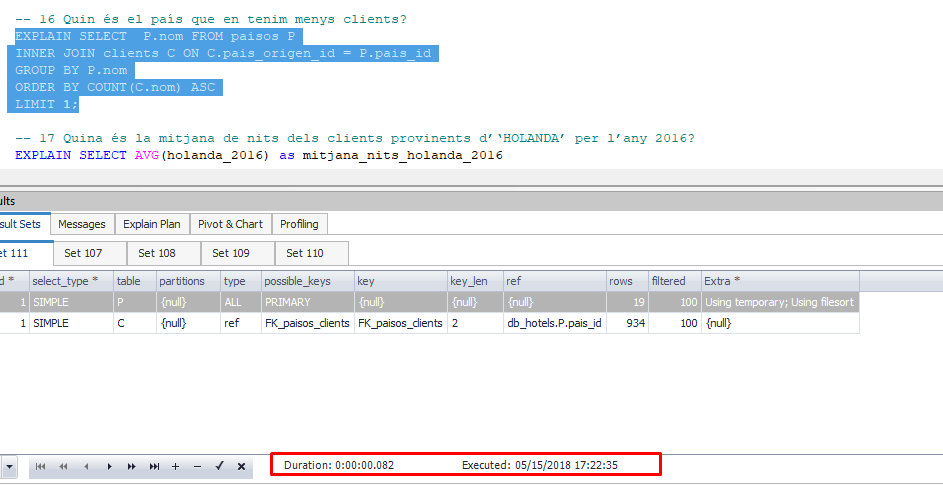 -- 16 Quin és el país que en tenim menys clients?
EXPLAIN SELECT  P.nom FROM paisos P
INNER JOIN clients C ON C.pais_origen_id = P.pais_id
GROUP BY P.nom
ORDER BY COUNT(C.nom) ASC
LIMIT 1;
-- 17 Quina és la mitjana de nits dels clients provinents d’‘HOLANDA’ per l’any 2016?
EXPLAIN SELECT AVG(holanda_2016) as mitjana_nits_holanda_2016
ults
sult Sets Messages Explain Plan Pivot & Chart Profiling
et 111 Set 107 Set 108 Set 109 Set 110
d * select_type * table partitions type possible_keys key key_len ref rows filtered Extra *
1 SIMPLE P {null} ALL PRIMARY {null} {null} {null} 19 100 Using temporary; Using filesort
1 SIMPLE C {null} ref FK_paisos_clients FK_paisos_clients 2 db_hotels.P.pais_id 934 100 {null}
Duration: 0:00:00.082 Executed: 05/15/2018 17:22:35